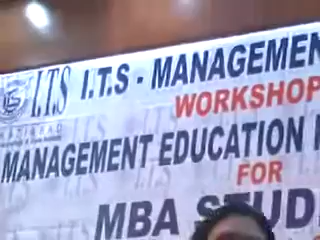 I.T.S I.T.S - MANAGEMEN
WORKSHOP
MANAGEMENT EDUCATION
FOR
MBA STUD